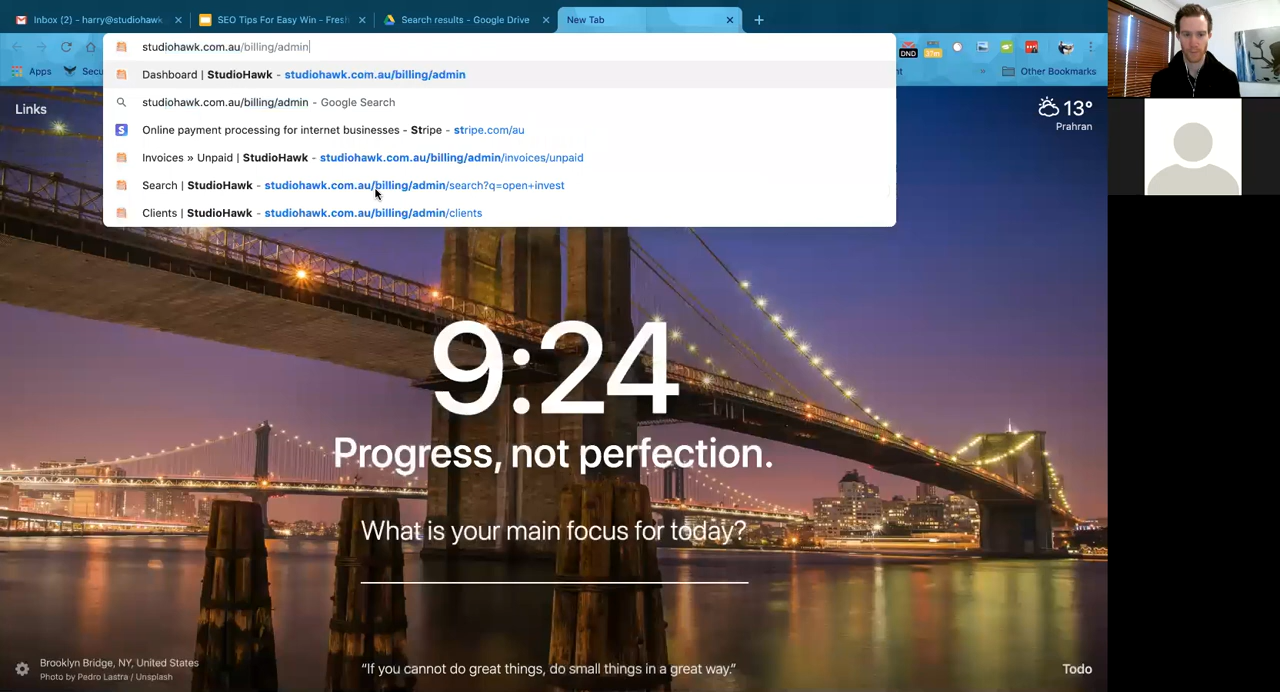 Inbox (2) - harry@studiohawk.
SEO Tips For Easy Win - Fresh
Search results - Google Drive
New Tab
studiohawk.com.au/billing/admin
DND
37m
Apps
Secu
nt
»
Other Bookmarks
Dashboard | StudioHawk - studiohawk.com.au/billing/admin
studiohawk.com.au/billing/admin - Google Search
Online payment processing for internet businesses - Stripe - stripe.com/au
Invoices » Unpaid | StudioHawk - studiohawk.com.au/billing/admin/invoices/unpaid
Search | StudioHawk - studiohawk.com.au/billing/admin/search?q=open+invest
Clients | StudioHawk - studiohawk.com.au/billing/admin/clients
Links
13°
Prahran
9:24
Progress, not perfection.
What is your main focus for today?
Brooklyn Bridge, NY, United States
Photo by Pedro Lastra / Unsplash
“If you cannot do great things, do small things in a great way.”
Todo